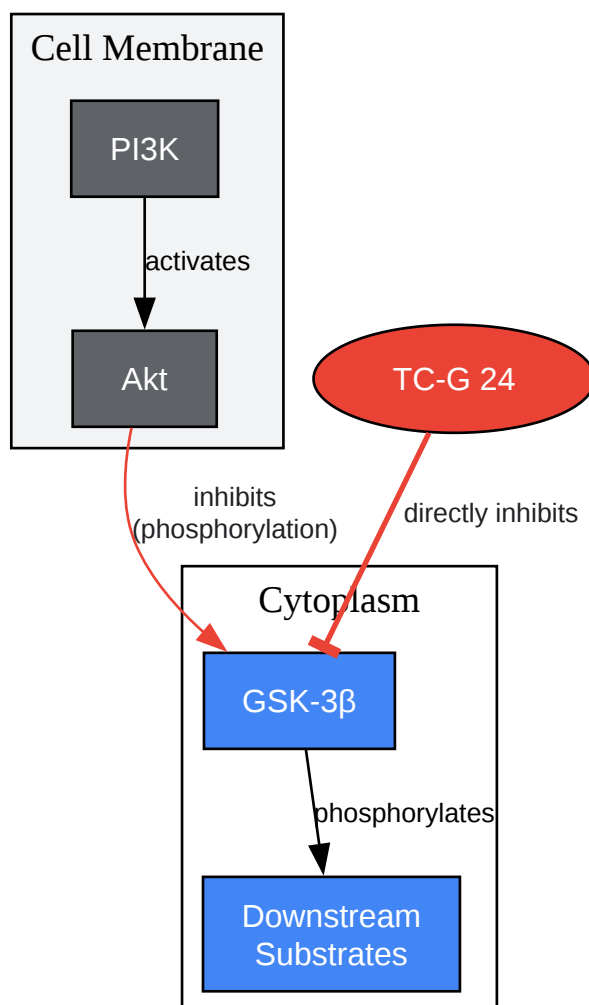 Cell Membrane
PI3K
activates
Akt
TC-G 24
inhibits
(phosphorylation)
directly inhibits
Cytoplasm
GSK-3β
phosphorylates
Downstream
Substrates